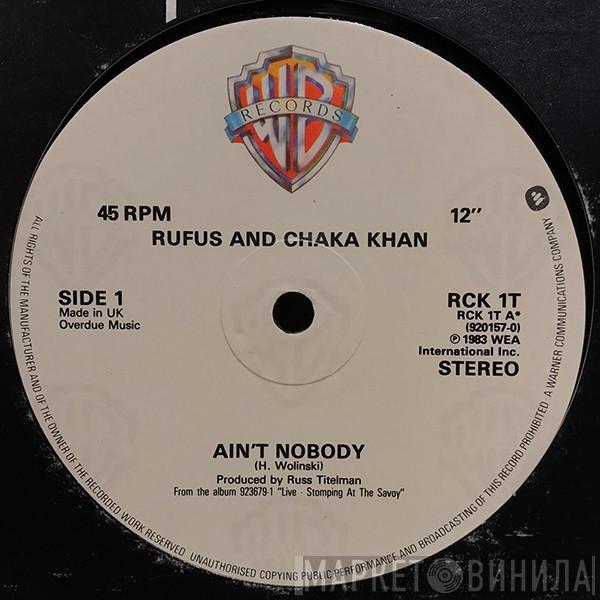 WB
RECORDS
45 RPM
12"
RUFUS AND CHAKA KHAN
SIDE 1
Made in UK
Overdue Music
RCK 1T
RCK 1T A*
(920157-0)
℗ 1983 WEA
International Inc.
STEREO
AIN'T NOBODY
(H. Wolinski)
Produced by Russ Titelman
From the album 923679-1 "Live - Stomping At The Savoy"
ALL RIGHTS OF THE MANUFACTURER AND OF THE OWNER OF THE RECORDED WORK RESERVED. UNAUTHORISED COPYING PUBLIC PERFORMANCE AND BROADCASTING OF THIS RECORD PROHIBITED. A WARNER COMMUNICATIONS COMPANY
МАРКЕТ ВИНИЛА